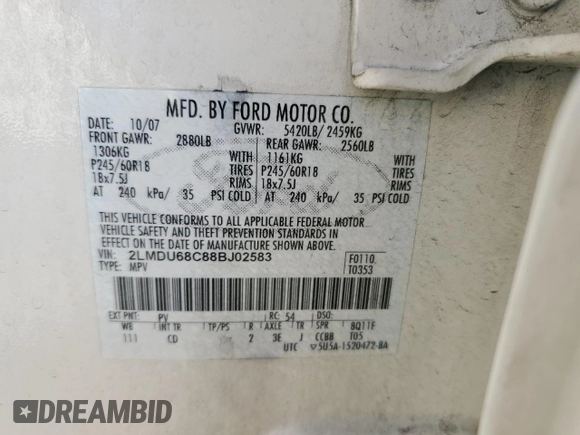 MFD. BY FORD MOTOR CO.
DATE: 10/07 GVWR: 5420LB/ 2459KG
FRONT GAWR: 2880LB REAR GAWR: 2560LB
1306KG WITH 1161KG WITH
P245/60R18 TIRES P245/60R18 TIRES
18x7.5J RIMS 18x7.5J RIMS
AT 240 kPa/ 35 PSI COLD AT 240 kPa/ 35 PSI COLD
THIS VEHICLE CONFORMS TO ALL APPLICABLE FEDERAL MOTOR
VEHICLE SAFETY AND THEFT PREVENTION STANDARDS IN
EFFECT ON THE DATE OF MANUFACTURE SHOWN ABOVE.
VIN: 2LMDU68C88BJ02583 F0110
TYPE: MPV T0353
EXT PNT: PV RC: 54 DSO:
WB INT TR TP/PS R AXLE TR SPR BQ11F
111 CD 2 3E J CCBB T05
UTC 5U5A-1520472-BA
DREAMBID